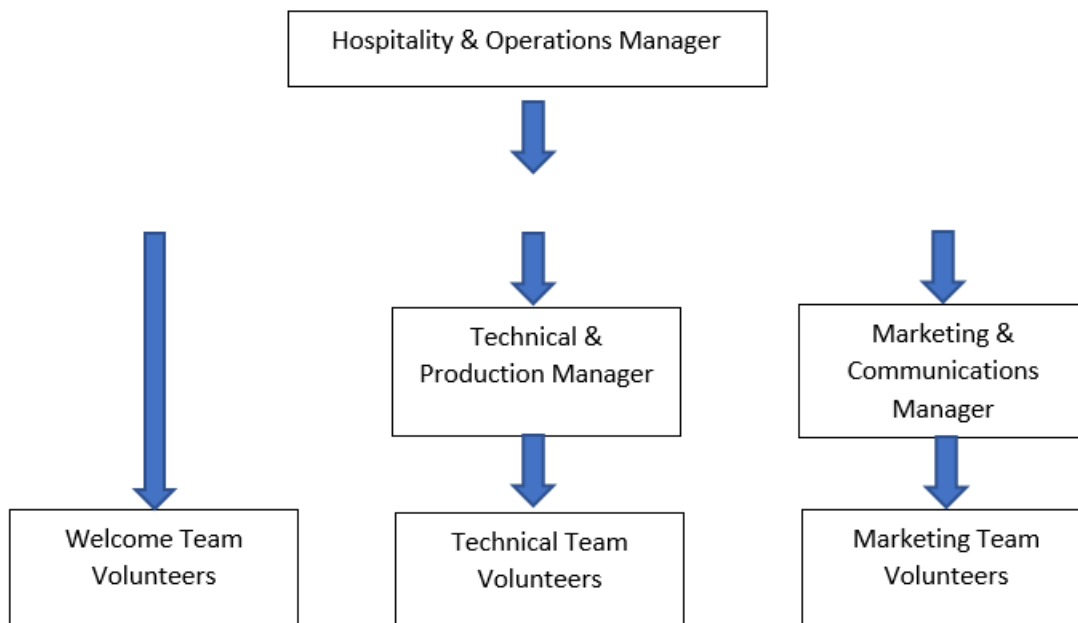 Hospitality & Operations Manager
Technical &
Production Manager
Marketing &
Communications
Manager
Welcome Team
Volunteers
Technical Team
Volunteers
Marketing Team
Volunteers